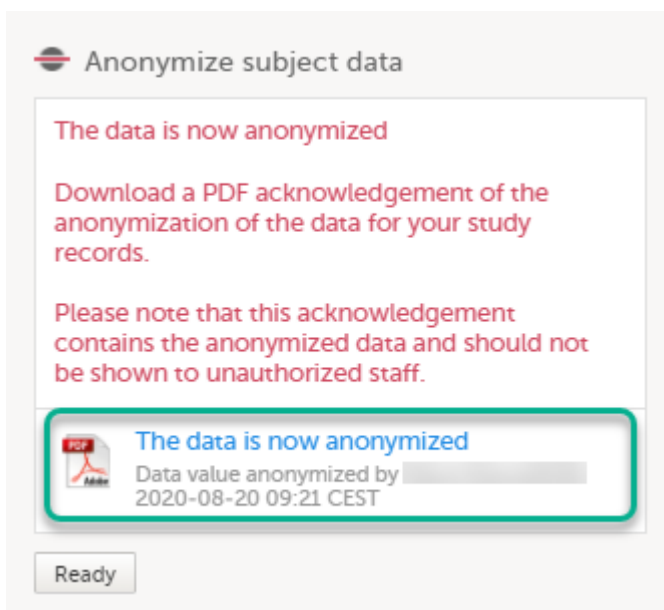 Anonymize subject data
The data is now anonymized
Download a PDF acknowledgement of the
anonymization of the data for your study
records.
Please note that this acknowledgement
contains the anonymized data and should not
be shown to unauthorized staff.
PDF
Adobe
The data is now anonymized
Data value anonymized by
2020-08-20 09:21 CEST
Ready